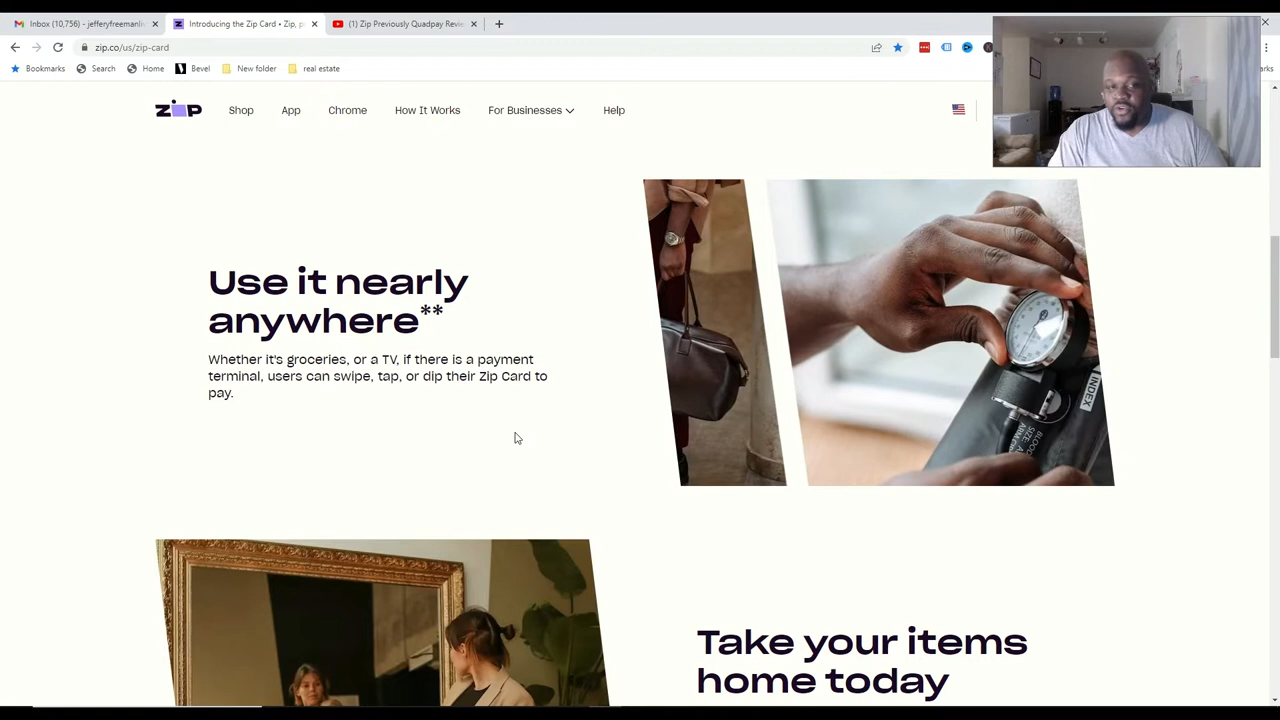 Inbox (10,756) - jefferyfreemanliv
Introducing the Zip Card • Zip, p
(1) Zip Previously Quadpay Revie
zip.co/us/zip-card
Bookmarks
Search
Home
Bevel
New folder
real estate
arks
zip
Shop
App
Chrome
How It Works
For Businesses
Help
Use it nearly
anywhere**
Whether it's groceries, or a TV, if there is a payment
terminal, users can swipe, tap, or dip their Zip Card to
pay.
INDEX
Take your items
home today